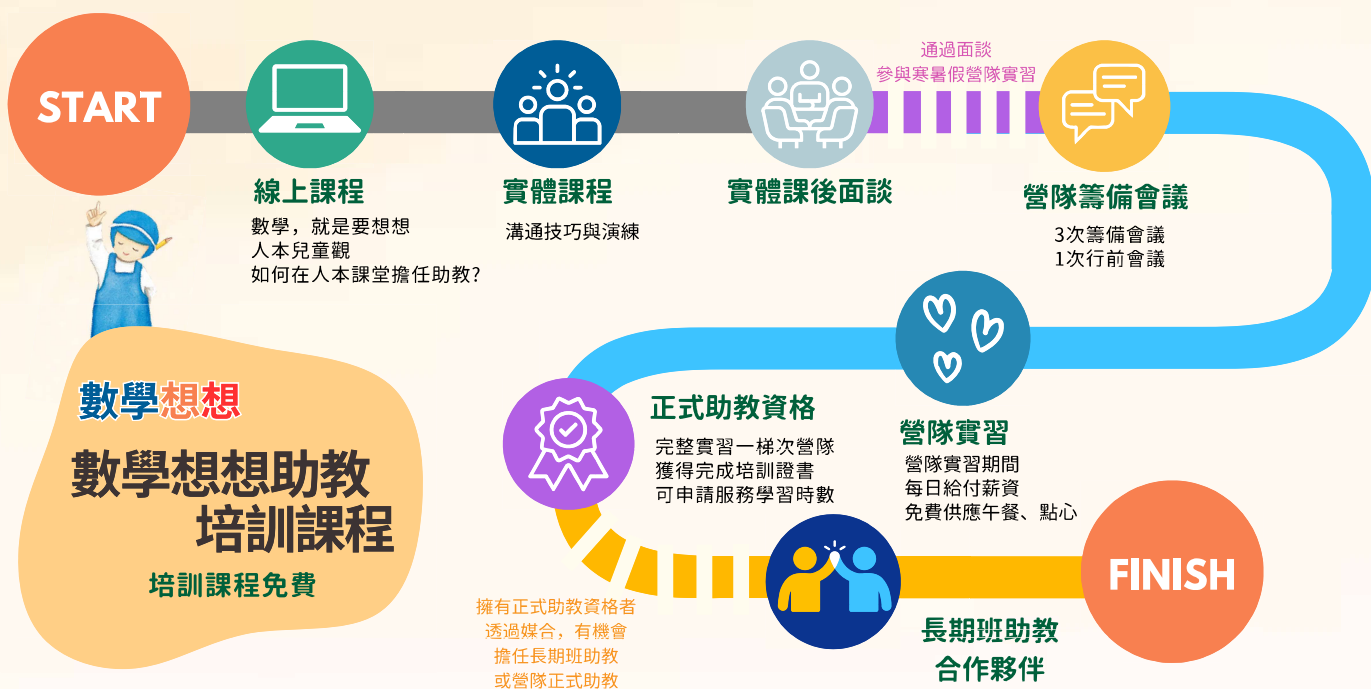 START
線上課程
數學，就是要想想
人本兒童觀
如何在人本課堂擔任助教?
實體課程
溝通技巧與演練
實體課後面談
通過面談
參與寒暑假營隊實習
營隊籌備會議
3次籌備會議
1次行前會議
營隊實習
營隊實習期間
每日給付薪資
免費供應午餐、點心
正式助教資格
完整實習一梯次營隊
獲得完成培訓證書
可申請服務學習時數
擁有正式助教資格者
透過媒合，有機會
擔任長期班助教
或營隊正式助教
長期班助教
合作夥伴
FINISH
數學想想
數學想想助教
培訓課程
培訓課程免費